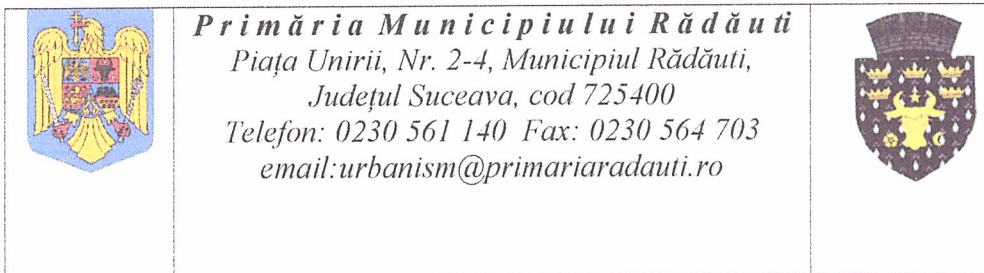 Primăria Municipiului Rădăuti
Piața Unirii, Nr. 2-4, Municipiul Rădăuti,
Județul Suceava, cod 725400
Telefon: 0230 561 140 Fax: 0230 564 703
email:urbanism@primariaradauti.ro